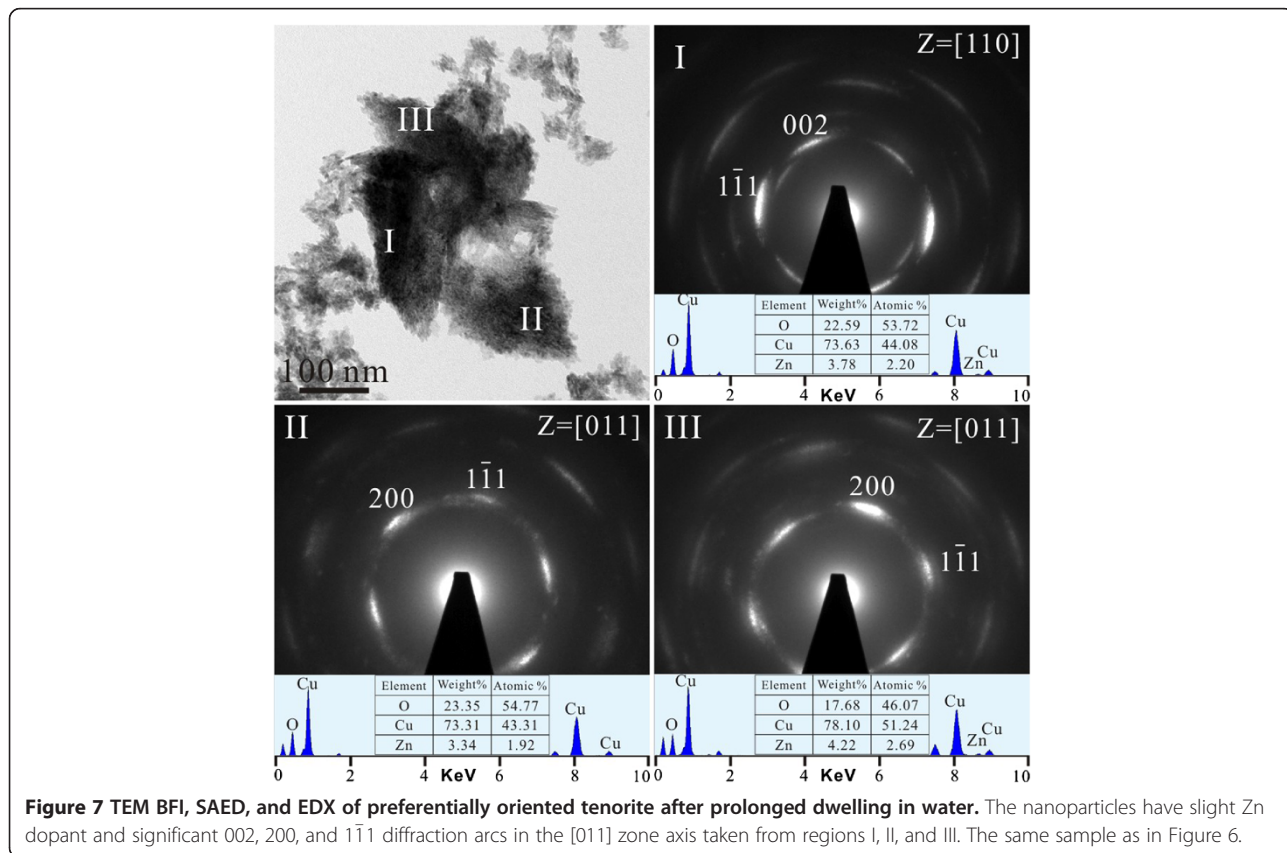 III
I
II
100 nm
I
Z=[110]
002
11̄1
Cu
O
Element Weight% Atomic %
O 22.59 53.72
Cu 73.63 44.08
Zn 3.78 2.20
Cu
Zn
Cu
0 2 4 KeV 6 8 10
II
Z=[011]
11̄1
200
Cu
O
Element Weight% Atomic %
O 23.35 54.77
Cu 73.31 43.31
Zn 3.34 1.92
Cu
Cu
0 2 4 KeV 6 8 10
III
Z=[011]
200
11̄1
Cu
O
Element Weight% Atomic %
O 17.68 46.07
Cu 78.10 51.24
Zn 4.22 2.69
Cu
Zn
Cu
0 2 4 KeV 6 8 10
Figure 7 TEM BFI, SAED, and EDX of preferentially oriented tenorite after prolonged dwelling in water. The nanoparticles have slight Zn
dopant and significant 002, 200, and 11̄1 diffraction arcs in the [011] zone axis taken from regions I, II, and III. The same sample as in Figure 6.